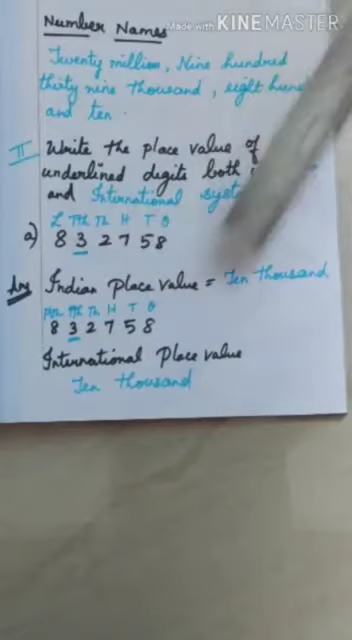 Number Names
Made with KINEMASTER
Twenty million, Nine hundred
thirty nine thousand, eight
and ten.
II Write the place value of
underlined digits both
and International
L TTh Th H T O
a) 8 3 2 7 5 8
Ans Indian Place value = Ten thousand
TTh Th H T O
8 3 2 7 5 8
International Place value
Ten thousand